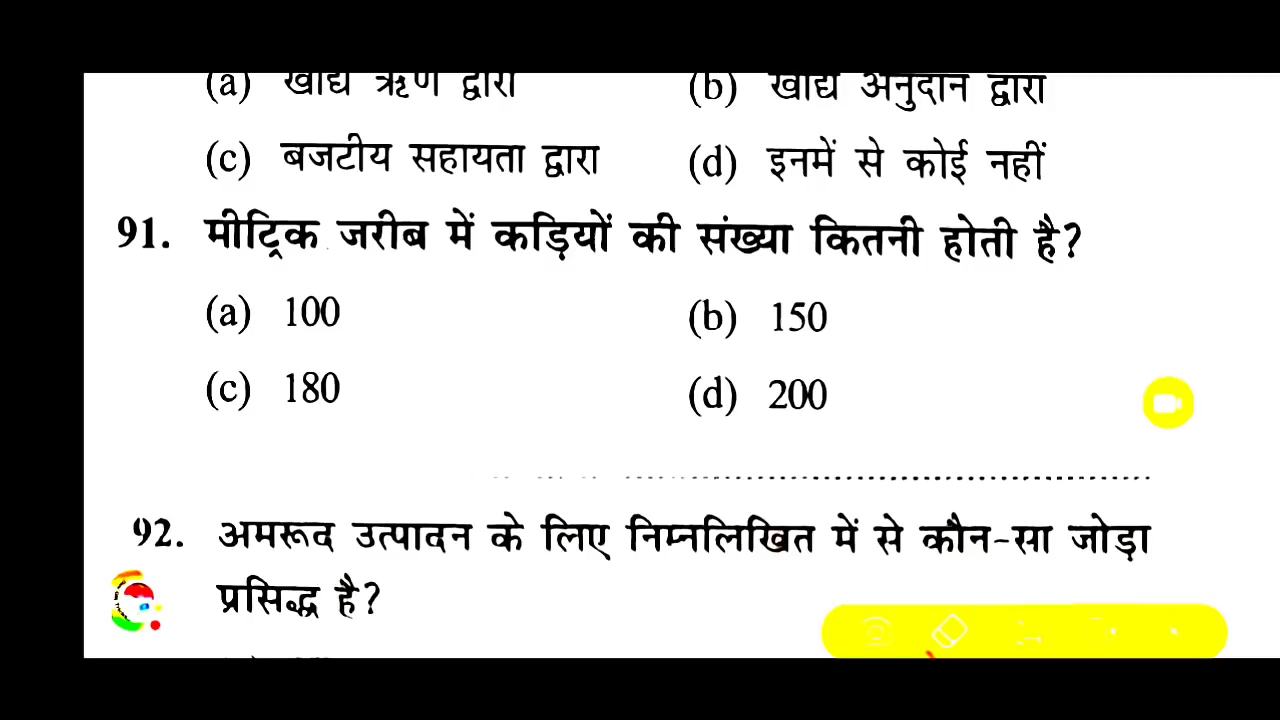 (a) खाद्य ऋण द्वारा (b) खाद्य अनुदान द्वारा
(c) बजटीय सहायता द्वारा (d) इनमें से कोई नहीं
91. मीट्रिक जरीब में कड़ियों की संख्या कितनी होती है?
(a) 100 (b) 150
(c) 180 (d) 200
92. अमरूद उत्पादन के लिए निम्नलिखित में से कौन-सा जोड़ा
प्रसिद्ध है?